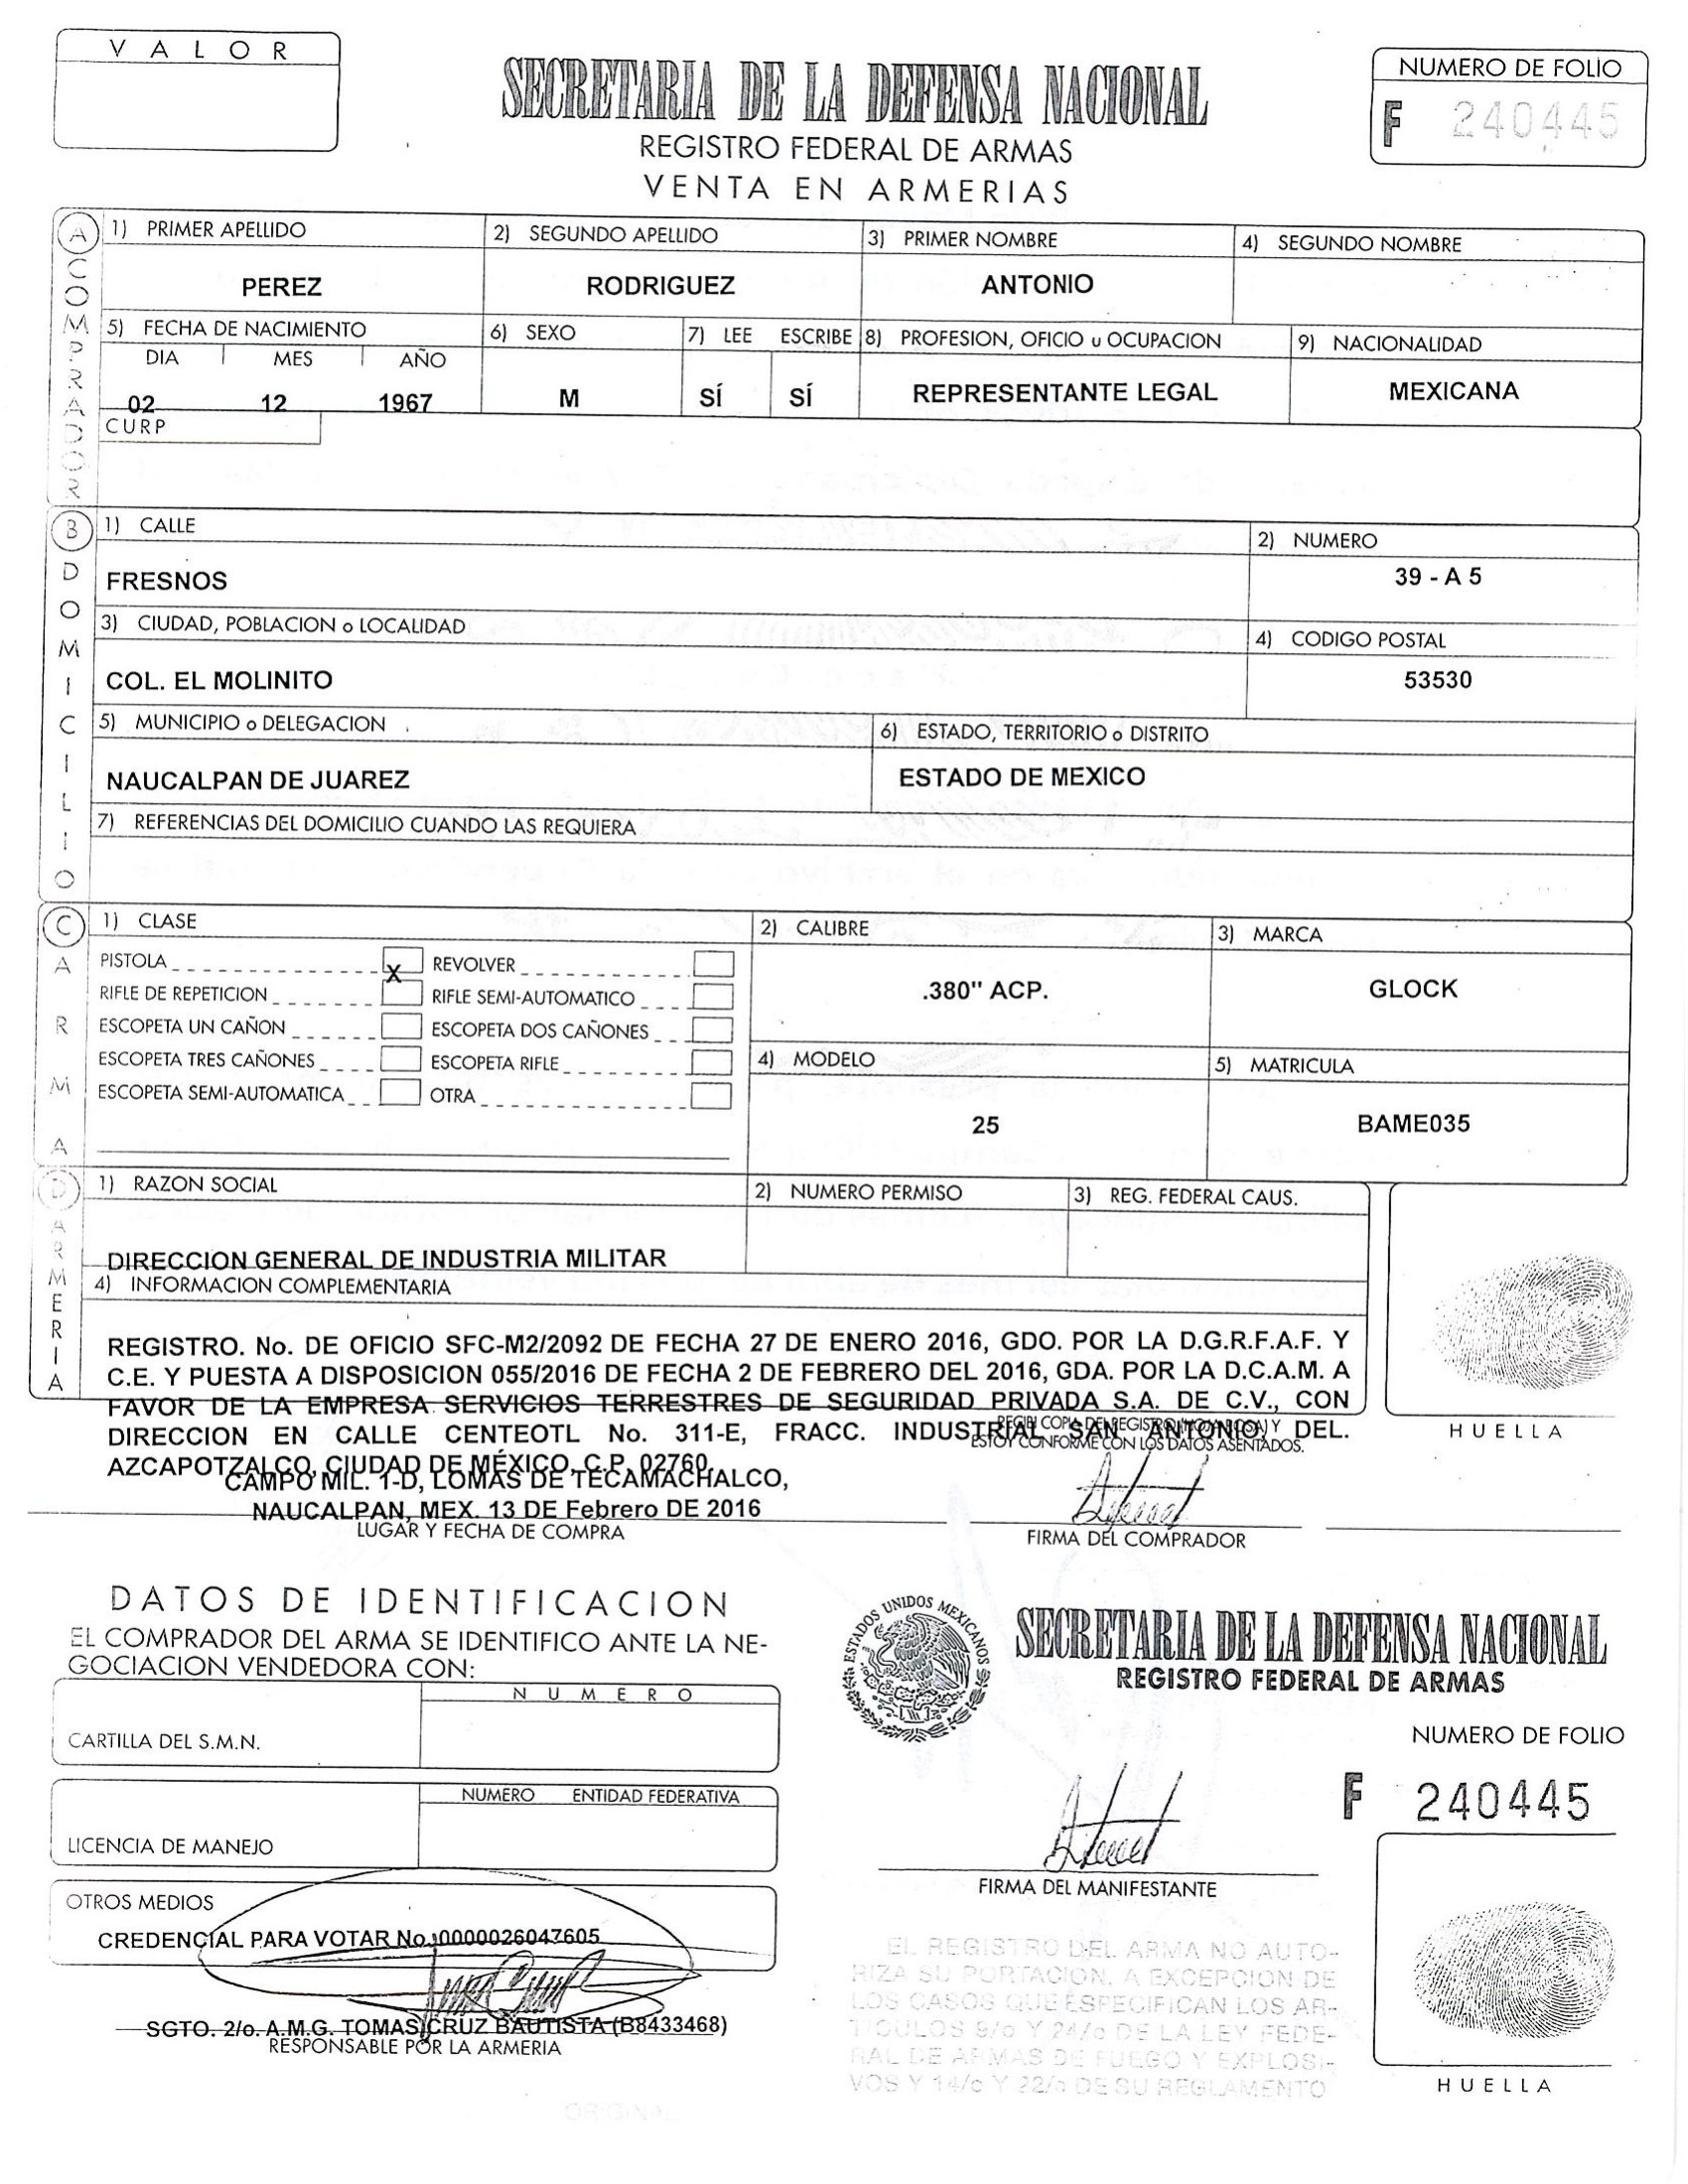 VALOR
SECRETARIA DE LA DEFENSA NACIONAL
REGISTRO FEDERAL DE ARMAS
VENTA EN ARMERIAS
NUMERO DE FOLIO
F 240445
A COMPRADOR
1) PRIMER APELLIDO 2) SEGUNDO APELLIDO 3) PRIMER NOMBRE 4) SEGUNDO NOMBRE
PEREZ RODRIGUEZ ANTONIO
5) FECHA DE NACIMIENTO 6) SEXO 7) LEE ESCRIBE 8) PROFESION, OFICIO u OCUPACION 9) NACIONALIDAD
DIA MES AÑO
02 12 1967 M SÍ SÍ REPRESENTANTE LEGAL MEXICANA
CURP
B DOMICILIO
1) CALLE 2) NUMERO
FRESNOS 39 - A 5
3) CIUDAD, POBLACION o LOCALIDAD 4) CODIGO POSTAL
COL. EL MOLINITO 53530
5) MUNICIPIO o DELEGACION 6) ESTADO, TERRITORIO o DISTRITO
NAUCALPAN DE JUAREZ ESTADO DE MEXICO
7) REFERENCIAS DEL DOMICILIO CUANDO LAS REQUIERA
C ARMA
1) CLASE 2) CALIBRE 3) MARCA
PISTOLA X REVOLVER
RIFLE DE REPETICION RIFLE SEMI-AUTOMATICO
.380" ACP. GLOCK
ESCOPETA UN CAÑON ESCOPETA DOS CAÑONES
ESCOPETA TRES CAÑONES ESCOPETA RIFLE
4) MODELO 5) MATRICULA
ESCOPETA SEMI-AUTOMATICA OTRA
25 BAME035
D ARMERIA
1) RAZON SOCIAL 2) NUMERO PERMISO 3) REG. FEDERAL CAUS.
DIRECCION GENERAL DE INDUSTRIA MILITAR
4) INFORMACION COMPLEMENTARIA
REGISTRO. No. DE OFICIO SFC-M2/2092 DE FECHA 27 DE ENERO 2016, GDO. POR LA D.G.R.F.A.F. Y
C.E. Y PUESTA A DISPOSICION 055/2016 DE FECHA 2 DE FEBRERO DEL 2016, GDA. POR LA D.C.A.M. A
FAVOR DE LA EMPRESA SERVICIOS TERRESTRES DE SEGURIDAD PRIVADA S.A. DE C.V., CON
DIRECCION EN CALLE CENTEOTL No. 311-E, FRACC. INDUSTRIAL SAN ANTONIO, DEL.
AZCAPOTZALCO, CIUDAD DE MÉXICO, C.P. 02760.
RECIBI COPIA DEL REGISTRO (HOJA ROSA) Y
ESTOY CONFORME CON LOS DATOS ASENTADOS.
HUELLA
CAMPO MIL. 1-D, LOMAS DE TECAMACHALCO,
NAUCALPAN, MEX. 13 DE Febrero DE 2016
LUGAR Y FECHA DE COMPRA
FIRMA DEL COMPRADOR
DATOS DE IDENTIFICACION
EL COMPRADOR DEL ARMA SE IDENTIFICO ANTE LA NE-
GOCIACION VENDEDORA CON:
NUMERO
CARTILLA DEL S.M.N.
NUMERO ENTIDAD FEDERATIVA
LICENCIA DE MANEJO
OTROS MEDIOS
CREDENCIAL PARA VOTAR No.:0000026047605
SGTO. 2/o. A.M.G. TOMAS CRUZ BAUTISTA (B8433468)
RESPONSABLE POR LA ARMERIA
ESTADOS UNIDOS MEXICANOS
SECRETARIA DE LA DEFENSA NACIONAL
REGISTRO FEDERAL DE ARMAS
NUMERO DE FOLIO
F 240445
FIRMA DEL MANIFESTANTE
EL REGISTRO DEL ARMA NO AUTO-
RIZA SU PORTACION, A EXCEPCION DE
LOS CASOS QUE ESPECIFICAN LOS AR-
TICULOS 9/o Y 24/o DE LA LEY FEDE-
RAL DE ARMAS DE FUEGO Y EXPLOSI-
VOS Y 14/o Y 22/o DE SU REGLAMENTO
HUELLA
ORIGINAL